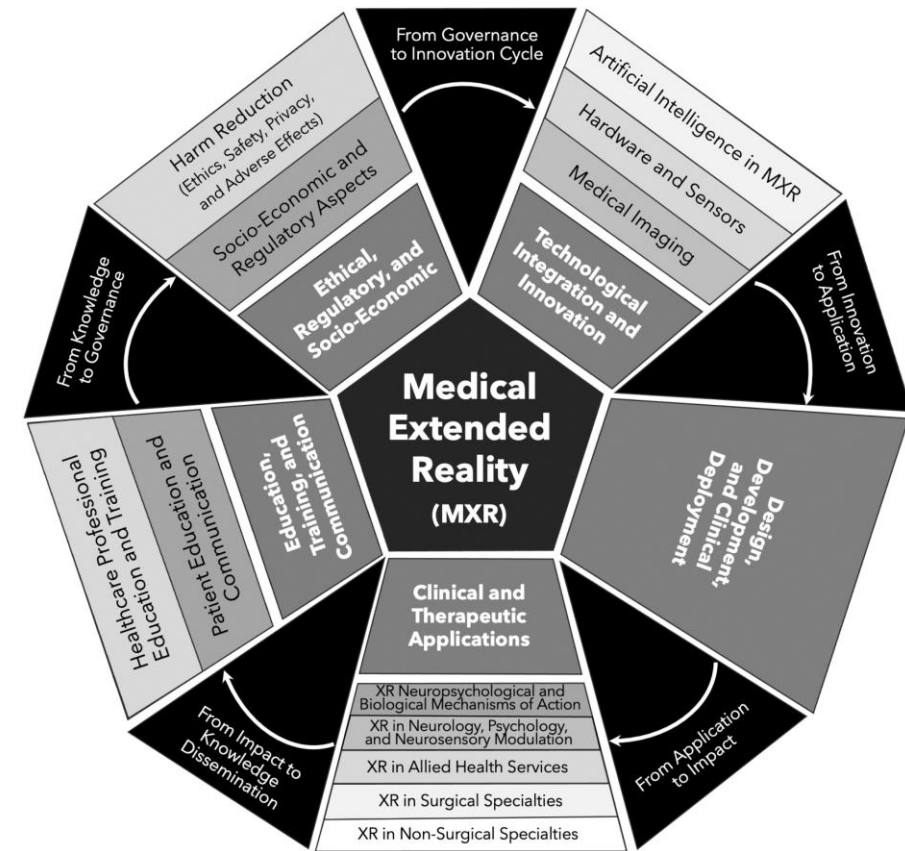 From Governance
to Innovation Cycle
Artificial Intelligence in MXR
Hardware and Sensors
Medical Imaging
Technological
Integration and
Innovation
From Innovation
to Application
Design,
Development,
and Clinical
Deployment
From Application
to Impact
Clinical and
Therapeutic
Applications
XR Neuropsychological and
Biological Mechanisms of Action
XR in Neurology, Psychology,
and Neurosensory Modulation
XR in Allied Health Services
XR in Surgical Specialties
XR in Non-Surgical Specialties
From Impact to
Knowledge
Dissemination
Healthcare Professional
Education and Training
Patient Education and
Communication
Education,
Training, and
Communication
From Knowledge
to Governance
Harm Reduction
(Ethics, Safety, Privacy,
and Adverse Effects)
Socio-Economic and
Regulatory Aspects
Ethical,
Regulatory, and
Socio-Economic
Medical
Extended
Reality
(MXR)